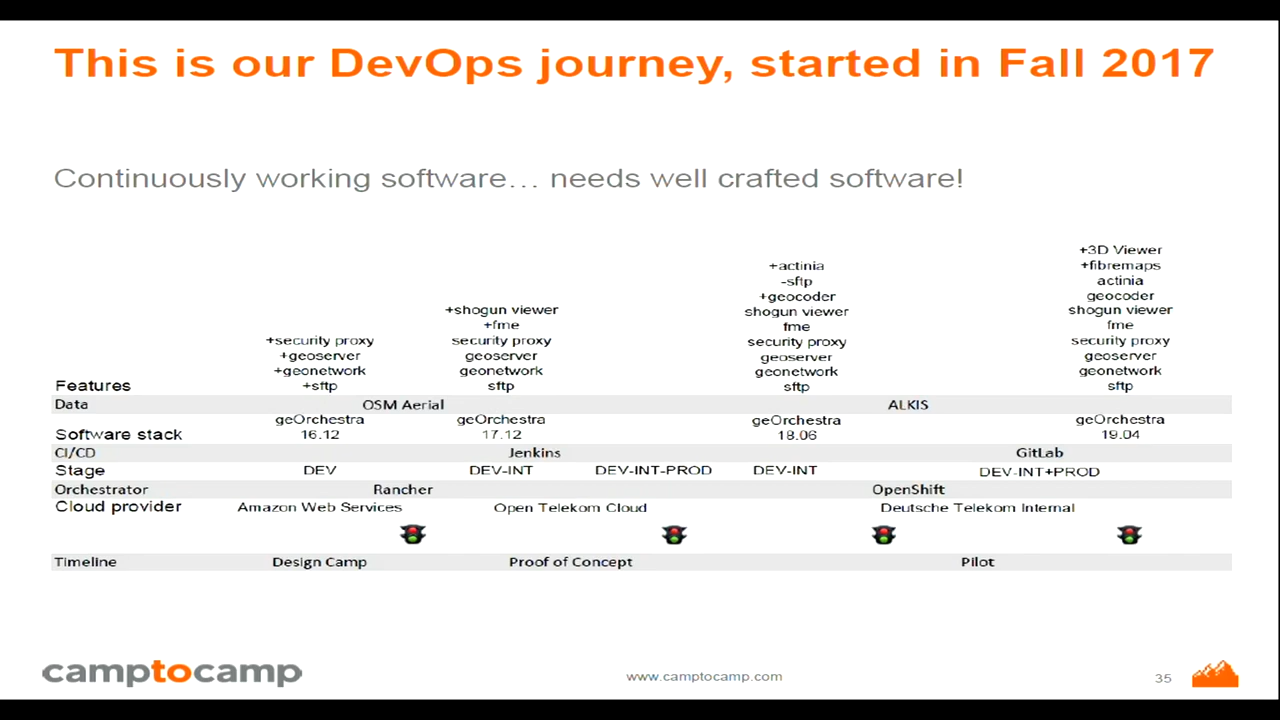 This is our DevOps journey, started in Fall 2017
Continuously working software... needs well crafted software!
+security proxy
+geoserver
+geonetwork
+sftp
+shogun viewer
+fme
security proxy
geoserver
geonetwork
sftp
+actinia
-sftp
+geocoder
shogun viewer
fme
security proxy
geoserver
geonetwork
sftp
+3D Viewer
+fibremaps
actinia
geocoder
shogun viewer
fme
security proxy
geoserver
geonetwork
sftp
Features
Data OSM Aerial ALKIS
geOrchestra geOrchestra geOrchestra geOrchestra
Software stack 16.12 17.12 18.06 19.04
CI/CD Jenkins GitLab
Stage DEV DEV-INT DEV-INT-PROD DEV-INT DEV-INT+PROD
Orchestrator Rancher OpenShift
Cloud provider Amazon Web Services Open Telekom Cloud Deutsche Telekom Internal
Timeline Design Camp Proof of Concept Pilot
camptocamp www.camptocamp.com 35